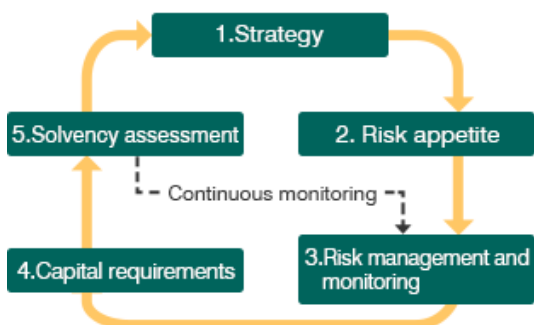 1.Strategy
5.Solvency assessment
2. Risk appetite
Continuous monitoring
4.Capital requirements
3.Risk management and
monitoring